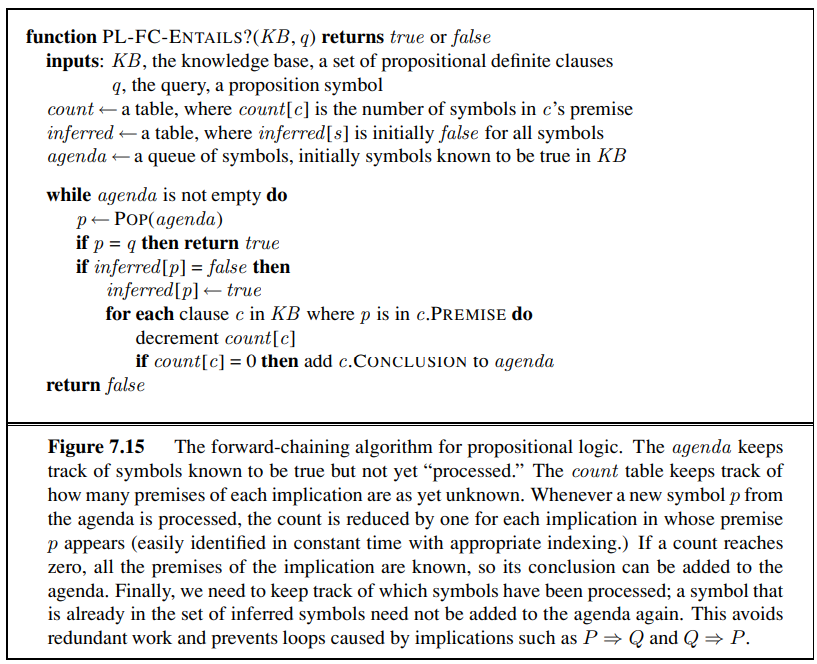 function PL-FC-ENTAILS?(KB, q) returns true or false
inputs: KB, the knowledge base, a set of propositional definite clauses
q, the query, a proposition symbol
count ← a table, where count[c] is the number of symbols in c's premise
inferred ← a table, where inferred[s] is initially false for all symbols
agenda ← a queue of symbols, initially symbols known to be true in KB
while agenda is not empty do
p ← POP(agenda)
if p = q then return true
if inferred[p] = false then
inferred[p] ← true
for each clause c in KB where p is in c.PREMISE do
decrement count[c]
if count[c] = 0 then add c.CONCLUSION to agenda
return false
Figure 7.15 The forward-chaining algorithm for propositional logic. The agenda keeps
track of symbols known to be true but not yet “processed.” The count table keeps track of
how many premises of each implication are as yet unknown. Whenever a new symbol p from
the agenda is processed, the count is reduced by one for each implication in whose premise
p appears (easily identified in constant time with appropriate indexing.) If a count reaches
zero, all the premises of the implication are known, so its conclusion can be added to the
agenda. Finally, we need to keep track of which symbols have been processed; a symbol that
is already in the set of inferred symbols need not be added to the agenda again. This avoids
redundant work and prevents loops caused by implications such as P ⇒ Q and Q ⇒ P.